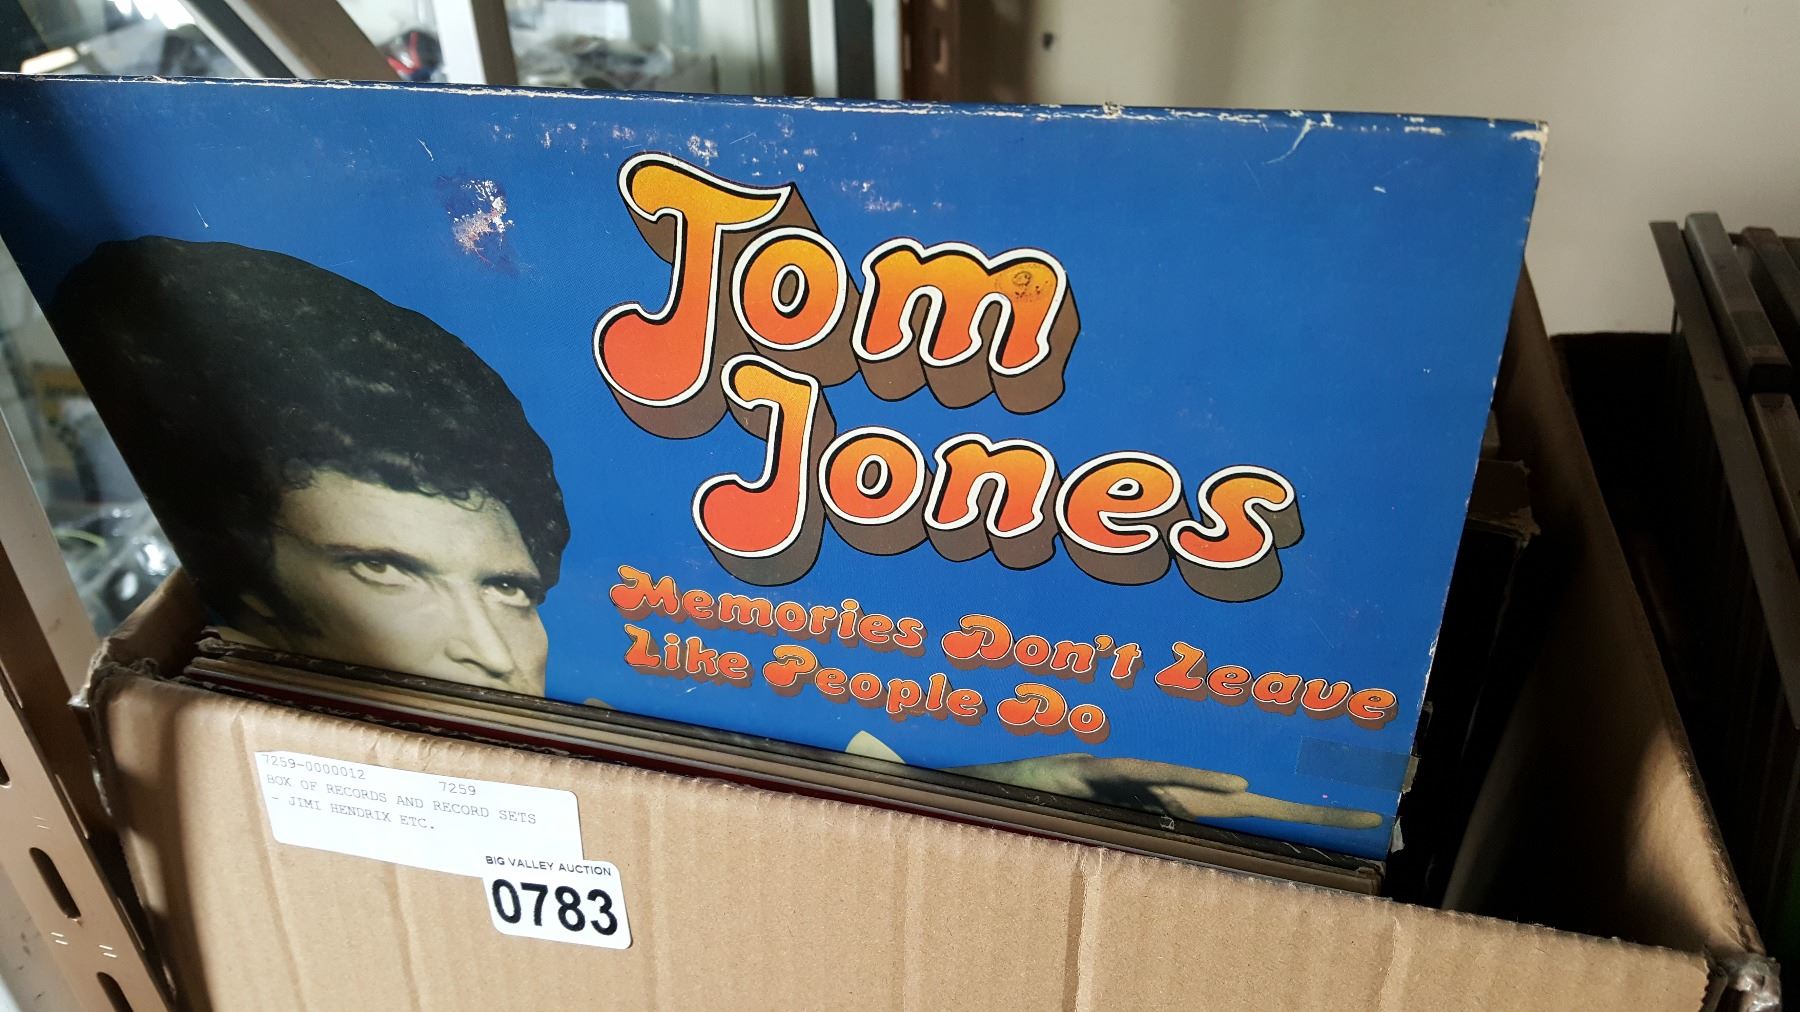 Tom
Jones
Memories Don't Leave
Like People Do
7259-0000012 7259
BOX OF RECORDS AND RECORD SETS
- JIMI HENDRIX ETC.
BIG VALLEY AUCTION
0783